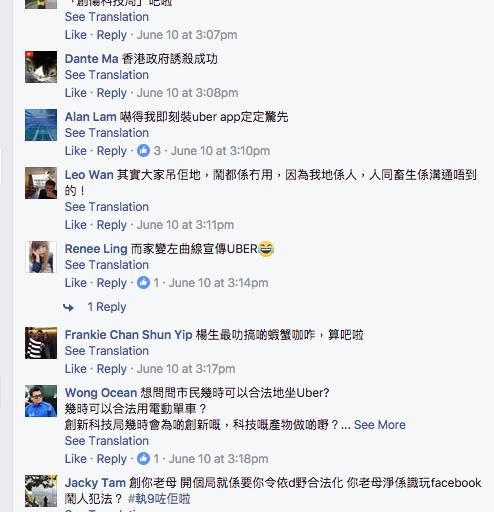 「創傷科技局」吧啦
See Translation
Like · Reply · June 10 at 3:07pm
Dante Ma 香港政府誘殺成功
See Translation
Like · Reply · June 10 at 3:08pm
Alan Lam 嚇得我即刻裝uber app定定驚先
See Translation
Like · Reply · 3 · June 10 at 3:10pm
Leo Wan 其實大家吊佢地，鬧都係冇用，因為我地係人，人同畜生係溝通唔到
的！
See Translation
Like · Reply · June 10 at 3:11pm
Renee Ling 而家變左曲線宣傳UBER😂
See Translation
Like · Reply · 1 · June 10 at 3:14pm
1 Reply
Frankie Chan Shun Yip 楊生最叻搞啲蝦蟹咖咋，算吧啦
See Translation
Like · Reply · June 10 at 3:17pm
Wong Ocean 想問問市民幾時可以合法地坐Uber?
幾時可以合法用電動單車？
創新科技局幾時會為啲創新嘅，科技嘅產物做啲嘢？... See More
See Translation
Like · Reply · 1 · June 10 at 3:18pm
Jacky Tam 創你老母 開個局就係要你令依d野合法化 你老母淨係識玩facebook
鬧人犯法？ #執9咗佢啦